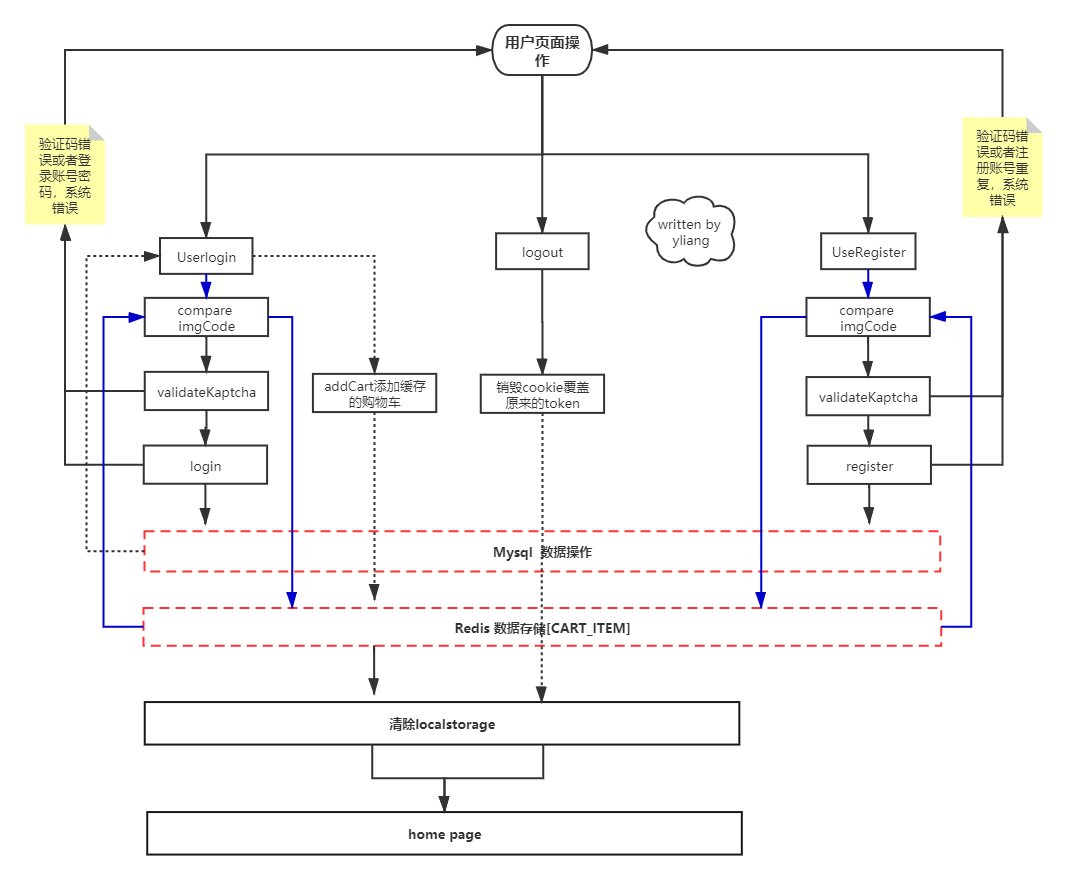 用户页面操
作
验证码错
误或者登
录账号密
码，系统
错误
验证码错
误或者注
册账号重
复，系统
错误
written by
yliang
Userlogin
logout
UseRegister
compare
imgCode
compare
imgCode
validateKaptcha
addCart添加缓存
的购物车
销毁cookie覆盖
原来的token
validateKaptcha
login
register
Mysql 数据操作
Redis 数据存储[CART_ITEM]
清除localstorage
home page